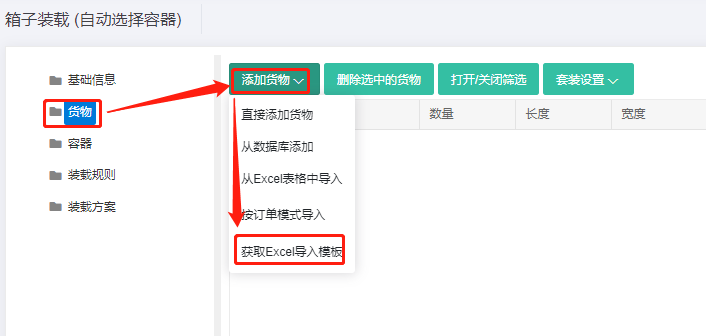 箱子装载 (自动选择容器)
基础信息
货物
容器
装载规则
装载方案
添加货物 删除选中的货物 打开/关闭筛选 套装设置
数量 长度 宽度
直接添加货物
从数据库添加
从Excel表格中导入
按订单模式导入
获取Excel导入模板